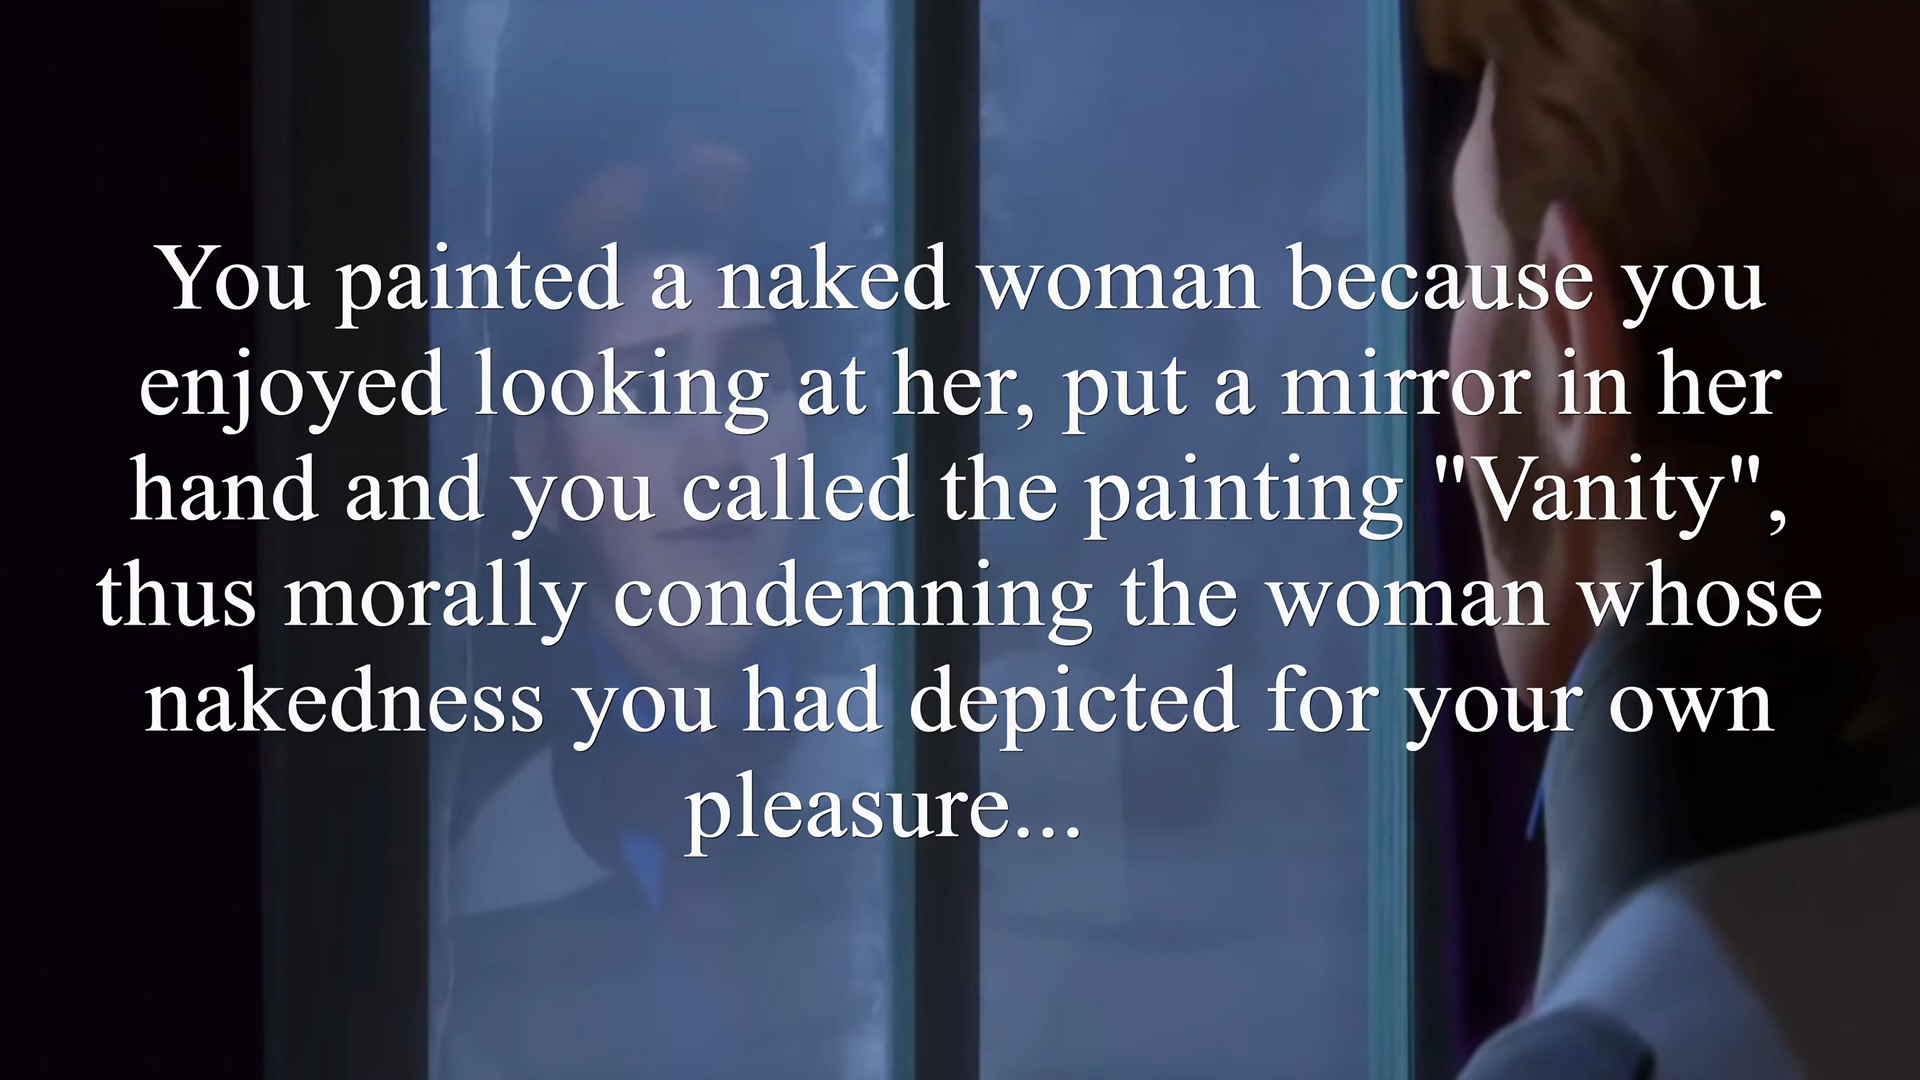 You painted a naked woman because you
enjoyed looking at her, put a mirror in her
hand and you called the painting "Vanity",
thus morally condemning the woman whose
nakedness you had depicted for your own
pleasure...